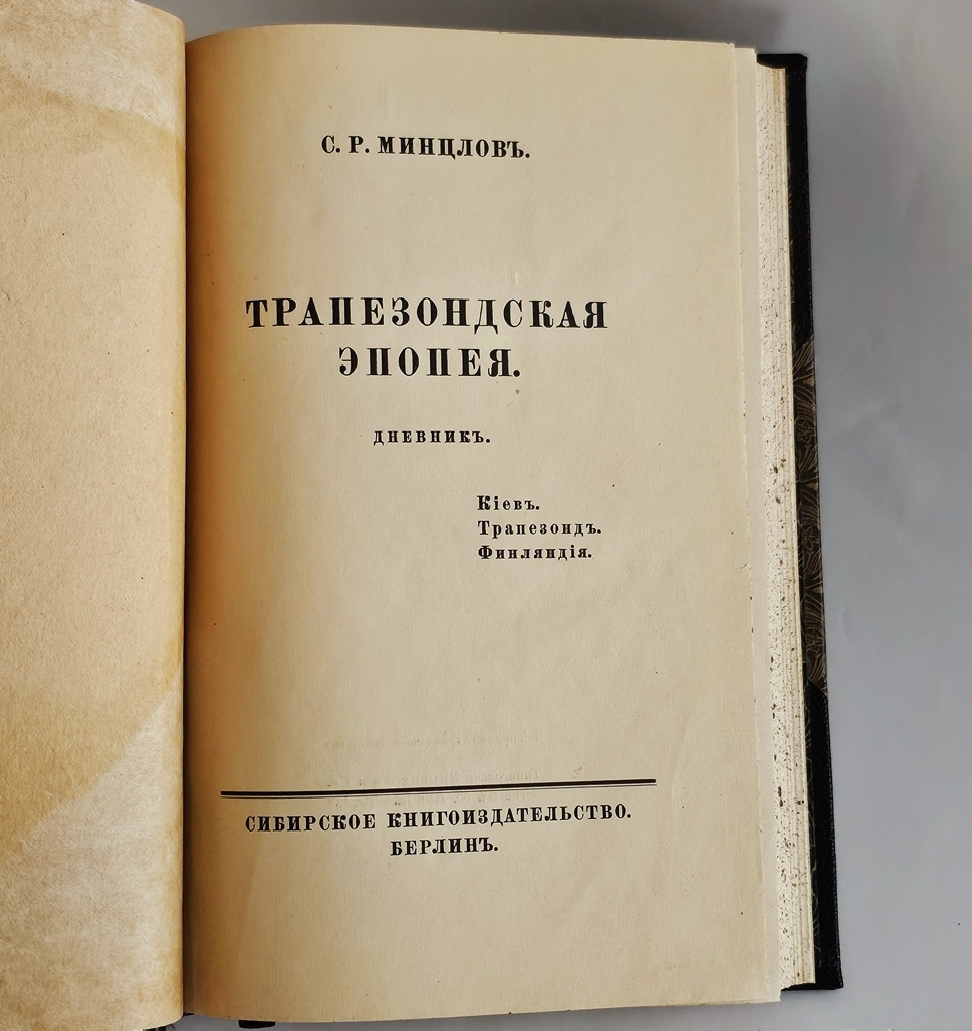 С. Р. МИНЦЛОВЪ.
ТРАПЕЗОНДСКАЯ
ЭПОПЕЯ.
ДНЕВНИКЪ.
Кіевъ.
Трапезондъ.
Финляндія.
СИБИРСКОЕ КНИГОИЗДАТЕЛЬСТВО.
БЕРЛИНЪ.